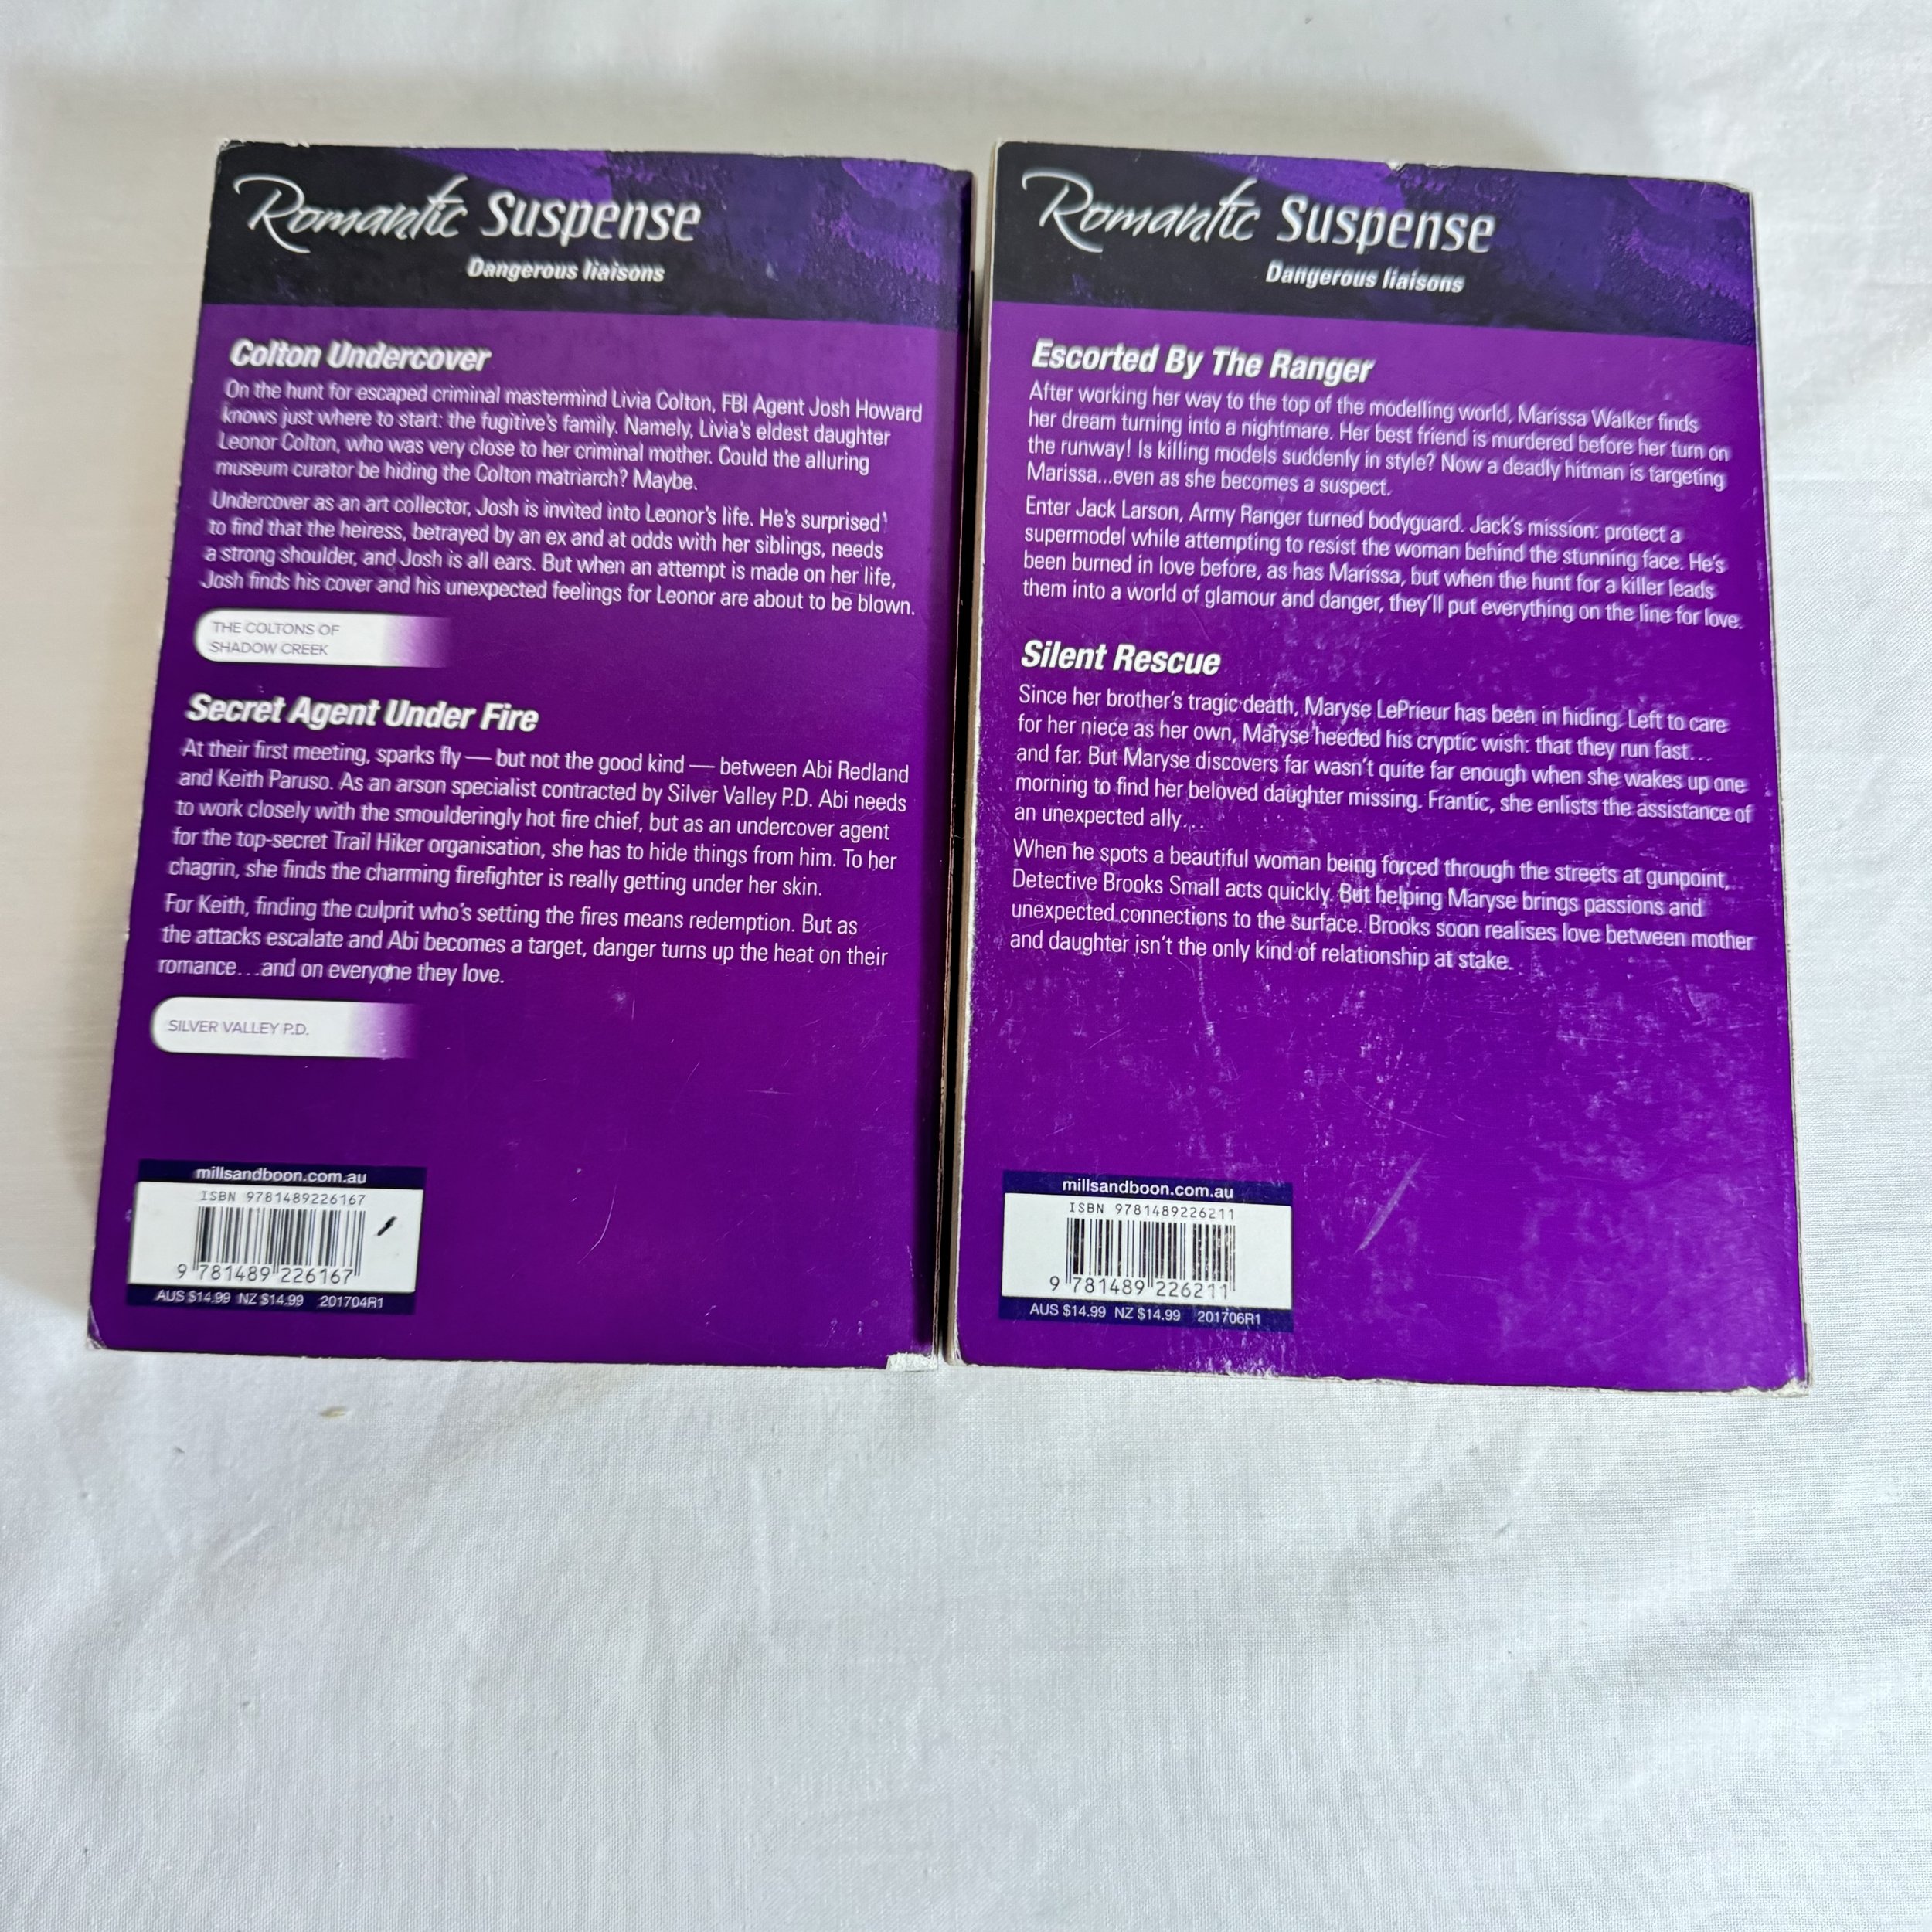 Romantic Suspense
Dangerous liaisons
Colton Undercover
On the hunt for escaped criminal mastermind Livia Colton, FBI Agent Josh Howard
knows just where to start: the fugitive's family. Namely, Livia's eldest daughter
Leonor Colton, who was very close to her criminal mother. Could the alluring
museum curator be hiding the Colton matriarch? Maybe.
Undercover as an art collector, Josh is invited into Leonor's life. He's surprised
to find that the heiress, betrayed by an ex and at odds with her siblings, needs
a strong shoulder, and Josh is all ears. But when an attempt is made on her life,
Josh finds his cover and his unexpected feelings for Leonor are about to be blown.
THE COLTONS OF
SHADOW CREEK
Secret Agent Under Fire
At their first meeting, sparks fly — but not the good kind — between Abi Redland
and Keith Paruso. As an arson specialist contracted by Silver Valley P.D. Abi needs
to work closely with the smoulderingly hot fire chief, but as an undercover agent
for the top-secret Trail Hiker organisation, she has to hide things from him. To her
chagrin, she finds the charming firefighter is really getting under her skin.
For Keith, finding the culprit who's setting the fires means redemption. But as
the attacks escalate and Abi becomes a target, danger turns up the heat on their
romance...and on everyone they love.
SILVER VALLEY P.D.
millsandboon.com.au
ISBN 9781489226167
9 781489 226167
AUS $14.99 NZ $14.99 201704R1
Romantic Suspense
Dangerous liaisons
Escorted By The Ranger
After working her way to the top of the modelling world, Marissa Walker finds
her dream turning into a nightmare. Her best friend is murdered before her turn on
the runway! Is killing models suddenly in style? Now a deadly hitman is targeting
Marissa...even as she becomes a suspect.
Enter Jack Larson, Army Ranger turned bodyguard. Jack's mission: protect a
supermodel while attempting to resist the woman behind the stunning face. He's
been burned in love before, as has Marissa, but when the hunt for a killer leads
them into a world of glamour and danger, they'll put everything on the line for love.
Silent Rescue
Since her brother's tragic death, Maryse LePrieur has been in hiding. Left to care
for her niece as her own, Maryse heeded his cryptic wish: that they run fast...
and far. But Maryse discovers far wasn't quite far enough when she wakes up one
morning to find her beloved daughter missing. Frantic, she enlists the assistance of
an unexpected ally...
When he spots a beautiful woman being forced through the streets at gunpoint,
Detective Brooks Small acts quickly. But helping Maryse brings passions and
unexpected connections to the surface. Brooks soon realises love between mother
and daughter isn't the only kind of relationship at stake.
millsandboon.com.au
ISBN 9781489226211
9 781489 226211
AUS $14.99 NZ $14.99 201706R1